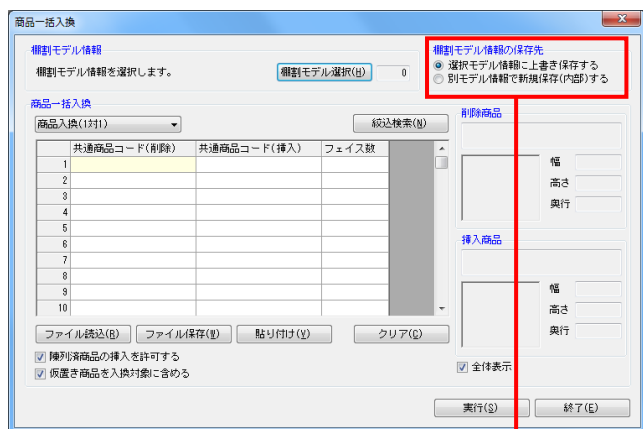 商品一括入換
棚割モデル情報
棚割モデル情報を選択します。
棚割モデル選択(H)
0
棚割モデル情報の保存先
選択モデル情報に上書き保存する
別モデル情報で新規保存(内部)する
商品一括入換
商品入換(1対1)
絞込検索(N)
共通商品コード(削除) 共通商品コード(挿入) フェイス数
1
2
3
4
5
6
7
8
9
10
ファイル読込(R) ファイル保存(W) 貼り付け(V) クリア(C)
陳列済商品の挿入を許可する
仮置き商品を入換対象に含める
削除商品
幅
高さ
奥行
挿入商品
幅
高さ
奥行
全体表示
実行(S) 終了(E)